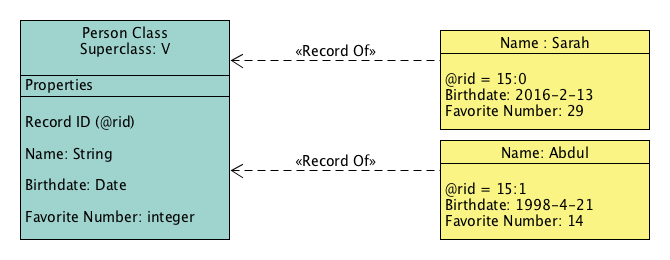 Person Class
Superclass: V
Properties
Record ID (@rid)
Name: String
Birthdate: Date
Favorite Number: integer
«Record Of»
«Record Of»
Name : Sarah
@rid = 15:0
Birthdate: 2016-2-13
Favorite Number: 29
Name: Abdul
@rid = 15:1
Birthdate: 1998-4-21
Favorite Number: 14